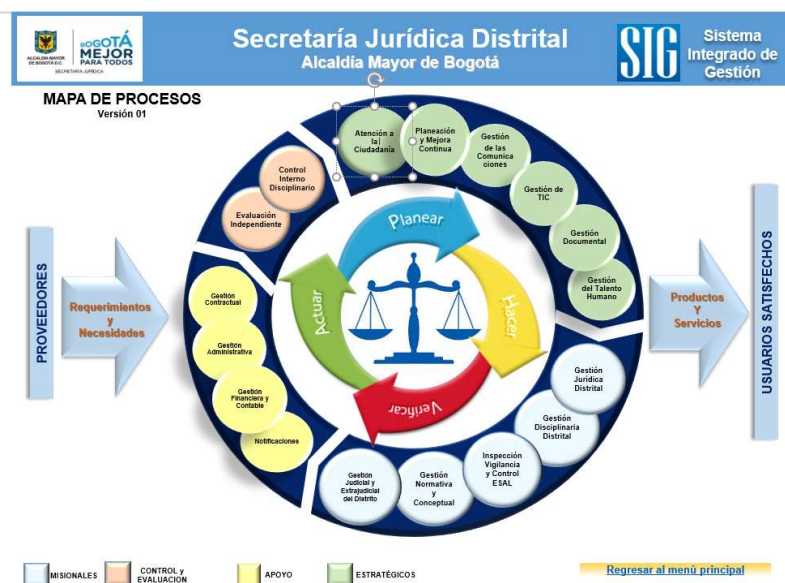 ALCALDÍA MAYOR
DE BOGOTÁ D.C.
SECRETARÍA JURÍDICA
BOGOTÁ
MEJOR
PARA TODOS
Secretaría Jurídica Distrital
Alcaldía Mayor de Bogotá
SIG
Sistema
Integrado de
Gestión
MAPA DE PROCESOS
Versión 01
Atención a
la
Ciudadanía
Planeación
y Mejora
Continua
Gestión
de las
Comunica
ciones
Gestión de
TIC
Gestión
Documental
Gestión
del Talento
Humano
Control
Interno
Disciplinario
Evaluación
Independiente
Gestión
Contractual
Gestión
Administrativa
Gestión
Financiera y
Contable
Notificaciones
Planear
Hacer
Verificar
Actuar
Gestión
Jurídica
Distrital
Gestión
Disciplinaria
Distrital
Inspección
Vigilancia
y Control
ESAL
Gestión
Normativa
y
Conceptual
Gestión
Judicial y
Extrajudicial
del Distrito
PROVEEDORES
Requerimientos
y
Necesidades
Productos
Y
Servicios
USUARIOS SATISFECHOS
MISIONALES
CONTROL y
EVALUACION
APOYO
ESTRATÉGICOS
Regresar al menú principal